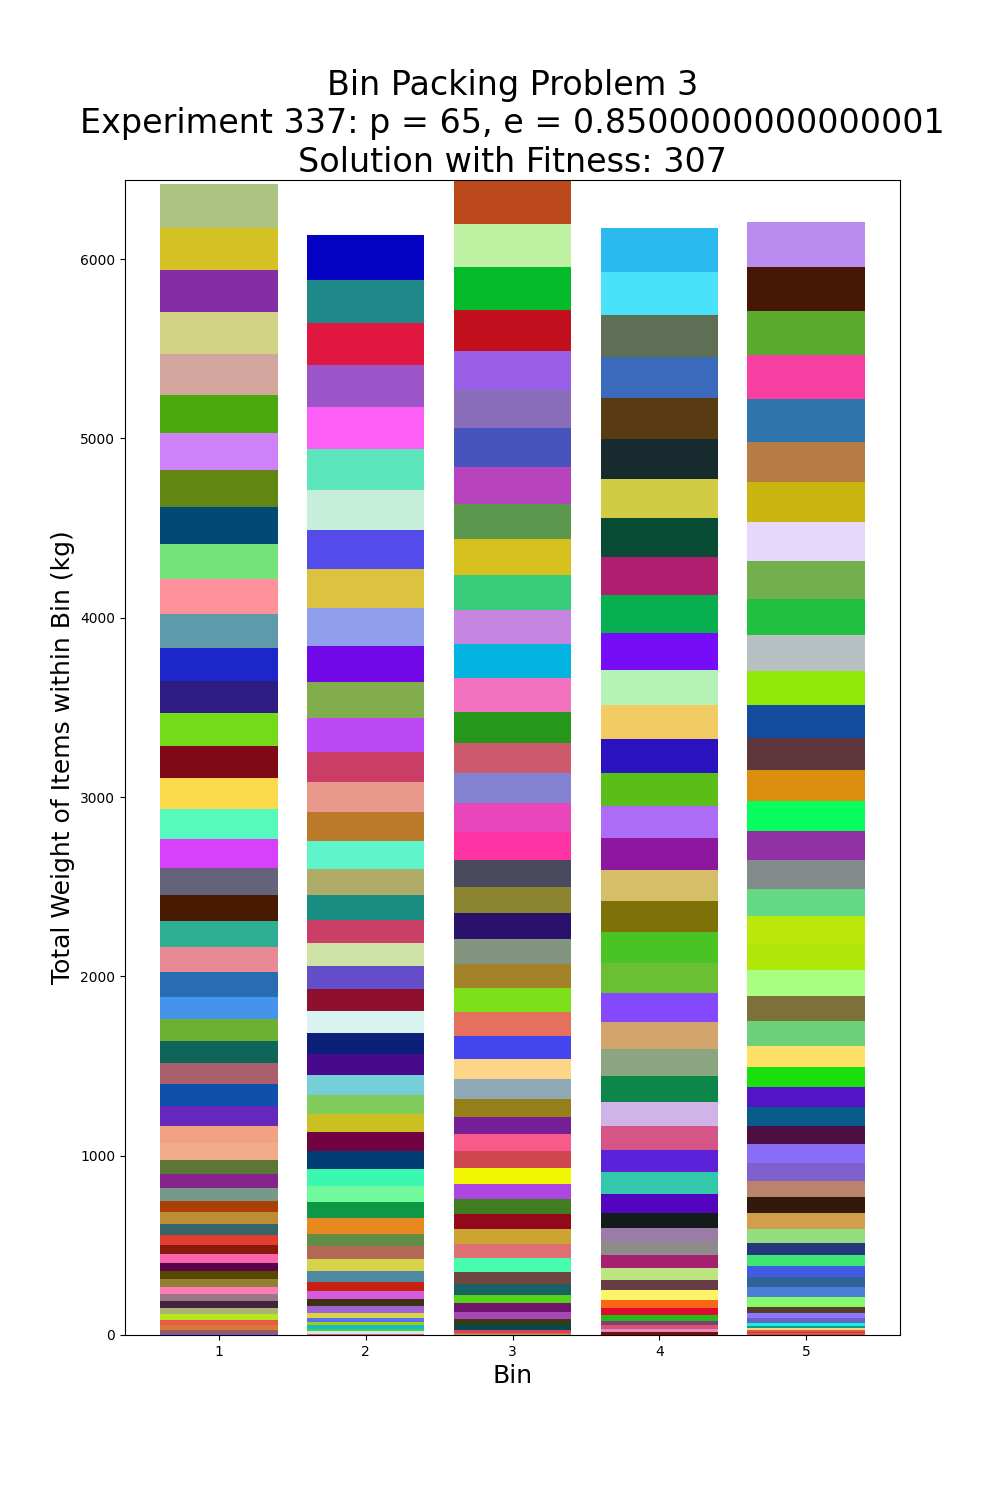 Bin Packing Problem 3
Experiment 337: p = 65, e = 0.8500000000000001
Solution with Fitness: 307
Total Weight of Items within Bin (kg)
6000
5000
4000
3000
2000
1000
0
1 2 3 4 5
Bin